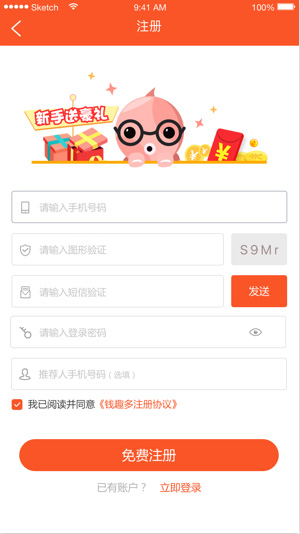 Sketch 9:41 AM 100%
注册
新手送豪礼
请输入手机号码
请输入图形验证 S9Mr
请输入短信验证 发送
请输入登录密码
推荐人手机号码（选填）
我已阅读并同意《钱趣多注册协议》
免费注册
已有账户？ 立即登录